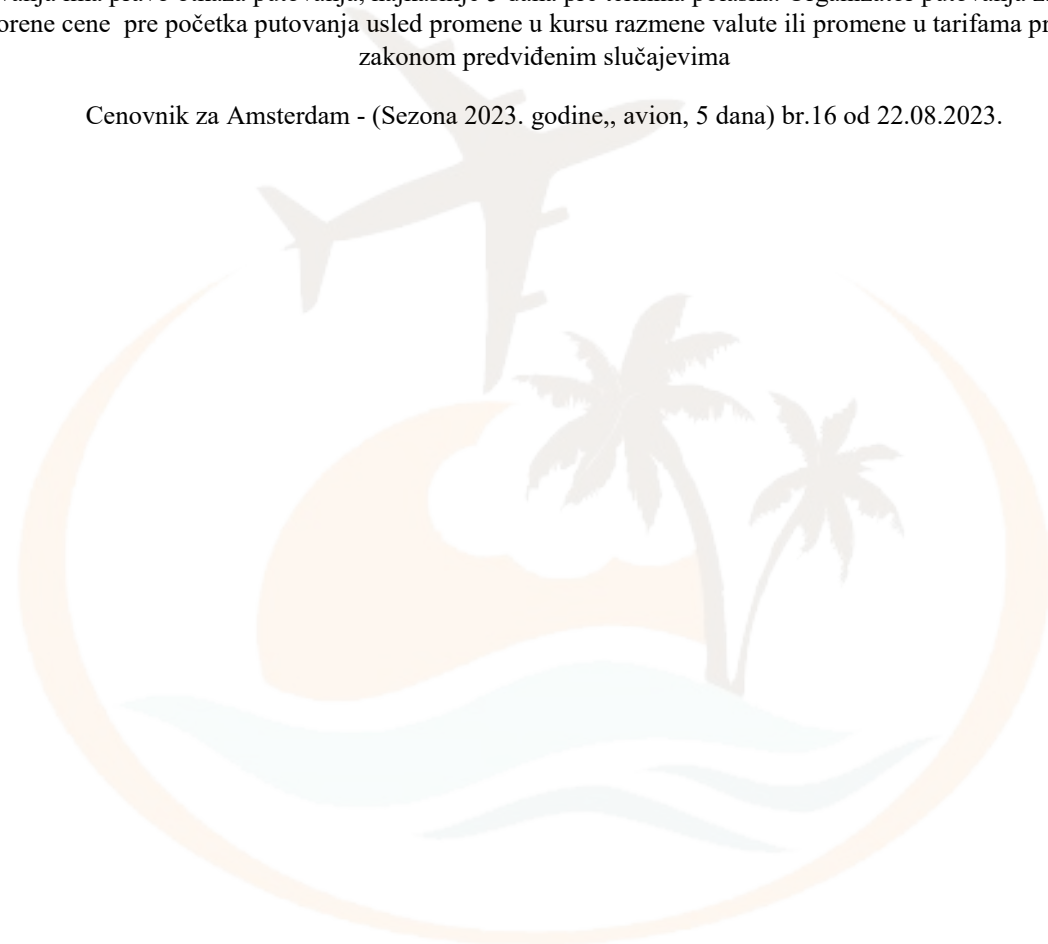 orene cene  pre početka putovanja usled promene u kursu razmene valute ili promene u tarifama
zakonom predviđenim slučajevima
Cenovnik za Amsterdam - (Sezona 2023. godine,, avion, 5 dana) br.16 od 22.08.2023.